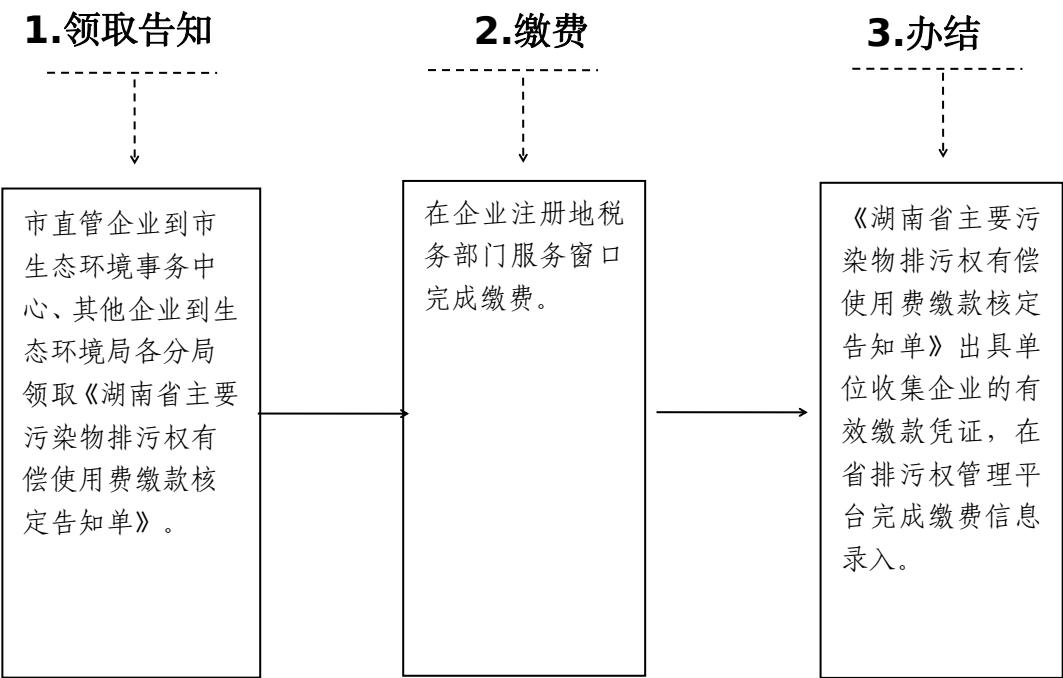 1.领取告知
市直管企业到市
生态环境事务中
心、其他企业到生
态环境局各分局
领取《湖南省主要
污染物排污权有
偿使用费缴款核
定告知单》。
2.缴费
在企业注册地税
务部门服务窗口
完成缴费。
3.办结
《湖南省主要污
染物排污权有偿
使用费缴款核定
告知单》出具单
位收集企业的有
效缴款凭证，在
省排污权管理平
台完成缴费信息
录入。